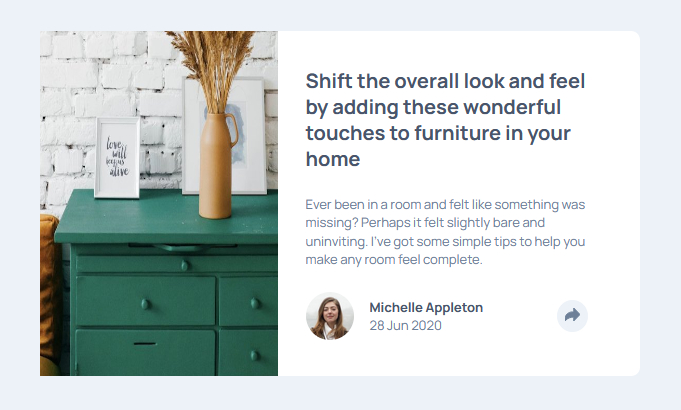 love
will
keep us
alive
Shift the overall look and feel
by adding these wonderful
touches to furniture in your
home
Ever been in a room and felt like something was
missing? Perhaps it felt slightly bare and
uninviting. I've got some simple tips to help you
make any room feel complete.
Michelle Appleton
28 Jun 2020